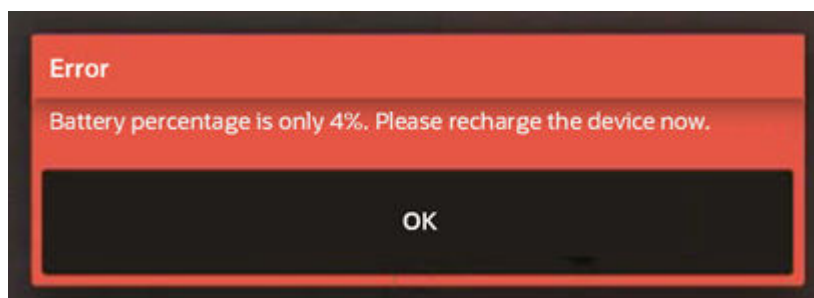 Error
Battery percentage is only 4%. Please recharge the device now.
OK